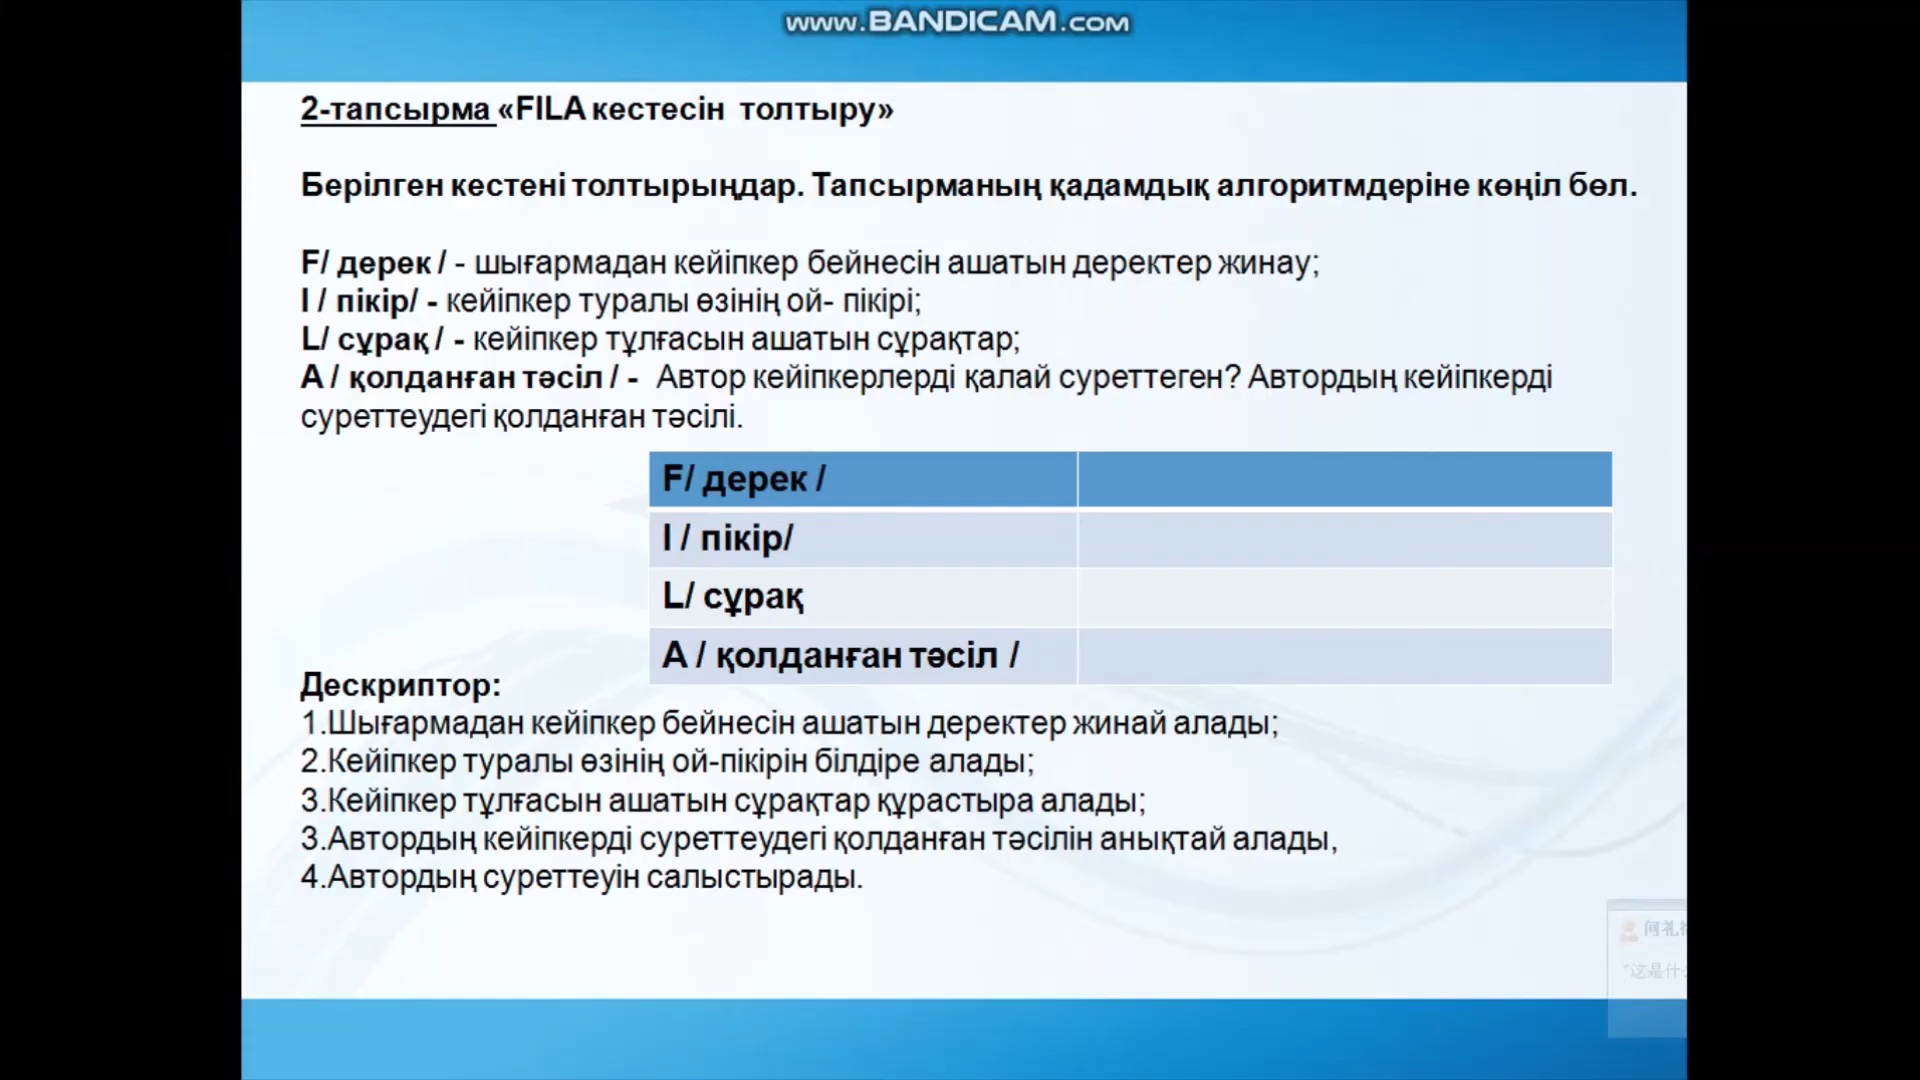 www.BANDICAM.com
2-тапсырма «FILA кестесін толтыру»
Берілген кестені толтырыңдар. Тапсырманың қадамдық алгоритмдеріне көңіл бөл.
F/ дерек / - шығармадан кейіпкер бейнесін ашатын деректер жинау;
I / пікір/ - кейіпкер туралы өзінің ой- пікірі;
L/ сұрақ / - кейіпкер тұлғасын ашатын сұрақтар;
A / қолданған тәсіл / - Автор кейіпкерлерді қалай суреттеген? Автордың кейіпкерді
суреттеудегі қолданған тәсілі.
F/ дерек /
I / пікір/
L/ сұрақ
A / қолданған тәсіл /
Дескриптор:
1.Шығармадан кейіпкер бейнесін ашатын деректер жинай алады;
2.Кейіпкер туралы өзінің ой-пікірін білдіре алады;
3.Кейіпкер тұлғасын ашатын сұрақтар құрастыра алады;
3.Автордың кейіпкерді суреттеудегі қолданған тәсілін анықтай алады,
4.Автордың суреттеуін салыстырады.
"这是什